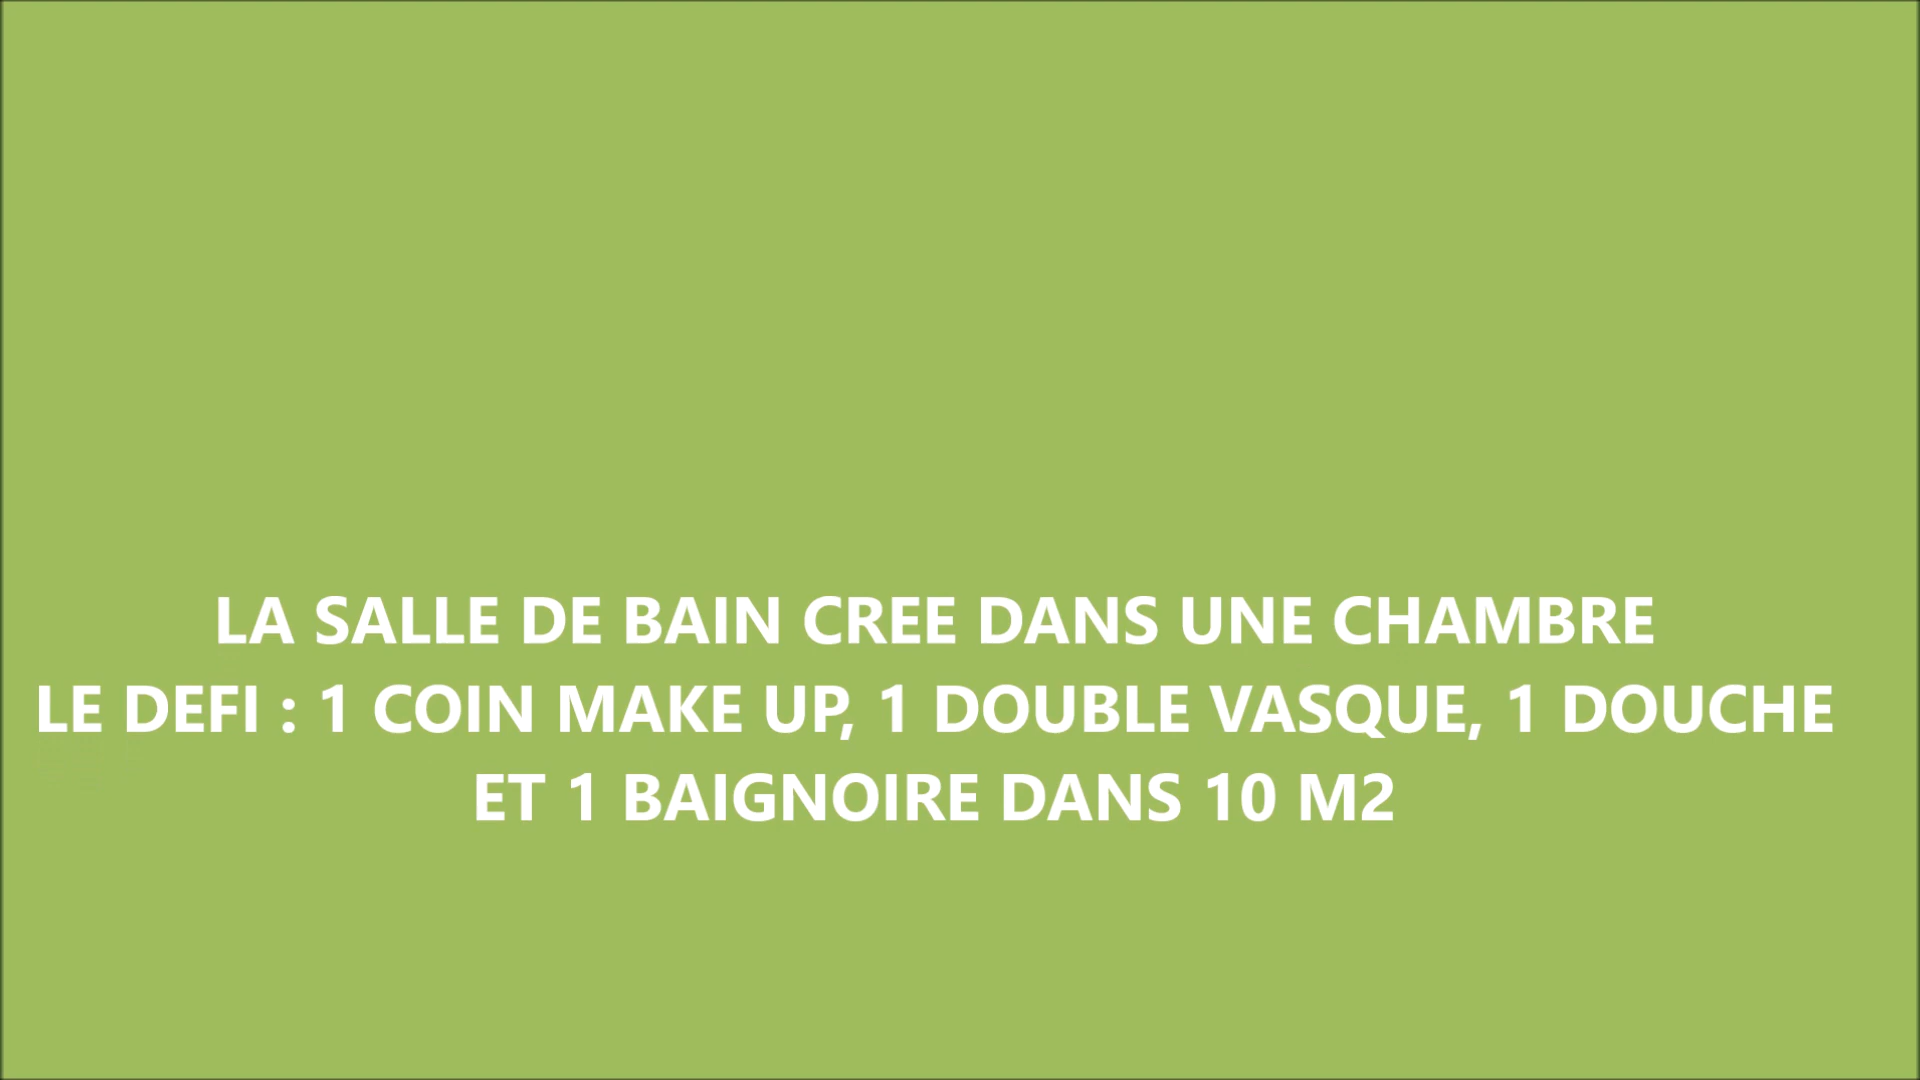 LA SALLE DE BAIN CREE DANS UNE CHAMBRE
LE DEFI : 1 COIN MAKE UP, 1 DOUBLE VASQUE, 1 DOUCHE
ET 1 BAIGNOIRE DANS 10 M2